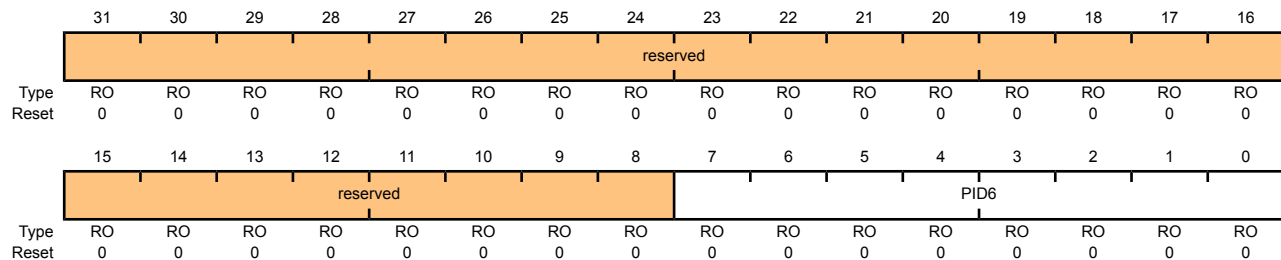 31 30 29 28 27 26 25 24 23 22 21 20 19 18 17 16
reserved
Type RO RO RO RO RO RO RO RO RO RO RO RO RO RO RO RO
Reset 0 0 0 0 0 0 0 0 0 0 0 0 0 0 0 0
15 14 13 12 11 10 9 8 7 6 5 4 3 2 1 0
reserved PID6
Type RO RO RO RO RO RO RO RO RO RO RO RO RO RO RO RO
Reset 0 0 0 0 0 0 0 0 0 0 0 0 0 0 0 0